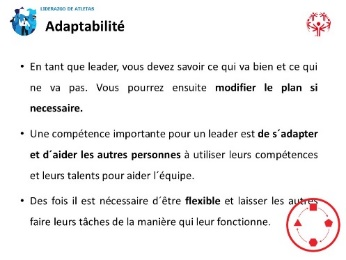 LIDERAZGO DE ATLETAS
Adaptabilité
• En tant que leader, vous devez savoir ce qui va bien et ce qui
ne va pas. Vous pourrez ensuite modifier le plan si
necessaire.
• Une compétence importante pour un leader est de s´adapter
et d´aider les autres personnes à utiliser leurs compétences
et leurs talents pour aider l´équipe.
• Des fois il est nécessaire d´être flexible et laisser les autres
faire leurs tâches de la manière qui leur fonctionne.